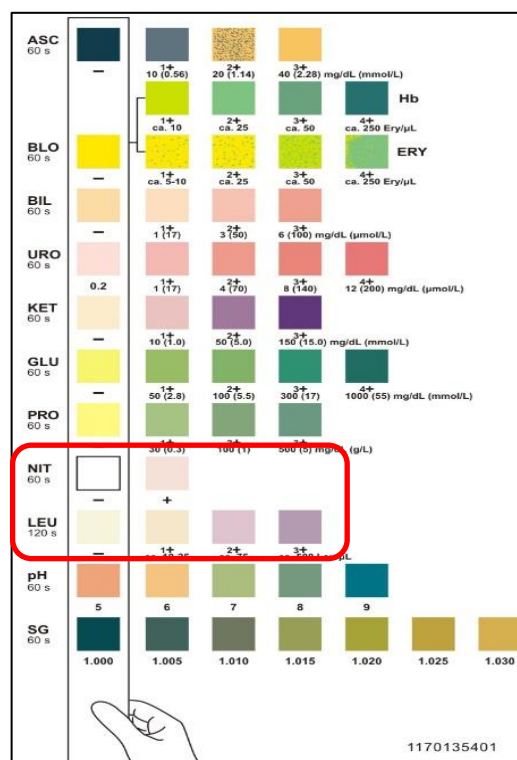 ASC
60 s
–
1+ 2+ 3+
10 (0.56) 20 (1.14) 40 (2.28) mg/dL (mmol/L)
Hb
1+ 2+ 3+ 4+
ca. 10 ca. 25 ca. 50 ca. 250 Ery/µL
BLO
60 s
ERY
– 1+ 2+ 3+ 4+
ca. 5-10 ca. 25 ca. 50 ca. 250 Ery/µL
BIL
60 s
– 1+ 2+ 3+
1 (17) 3 (50) 6 (100) mg/dL (µmol/L)
URO
60 s
0.2 1+ 2+ 3+ 4+
1 (17) 4 (70) 8 (140) 12 (200) mg/dL (µmol/L)
KET
60 s
– 1+ 2+ 3+
10 (1.0) 50 (5.0) 150 (15.0) mg/dL (mmol/L)
GLU
60 s
– 1+ 2+ 3+ 4+
50 (2.8) 100 (5.5) 300 (17) 1000 (55) mg/dL (mmol/L)
PRO
60 s
1+ 2+ 3+
30 (0.3) 100 (1) 500 (5) mg/dL (g/L)
NIT
60 s
– +
LEU
120 s
– 1+ 2+ 3+
pH
60 s
5 6 7 8 9
SG
60 s
1.000 1.005 1.010 1.015 1.020 1.025 1.030
1170135401